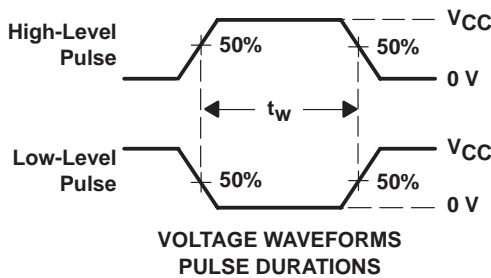 High-Level
Pulse
50%
50%
VCC
0 V
tw
Low-Level
Pulse
50%
50%
VCC
0 V
VOLTAGE WAVEFORMS
PULSE DURATIONS